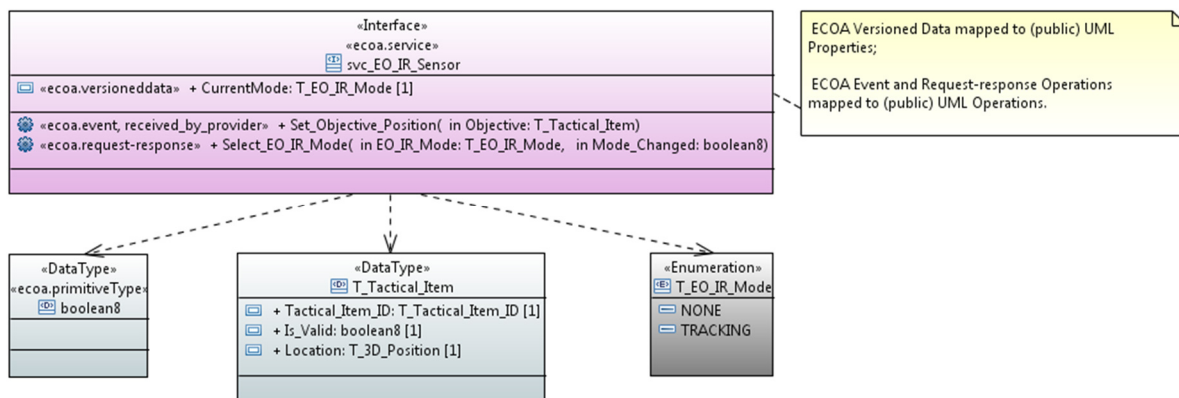 «Interface»
«ecoa.service»
svc_EO_IR_Sensor
«ecoa.versioneddata» + CurrentMode: T_EO_IR_Mode [1]
«ecoa.event, received_by_provider» + Set_Objective_Position( in Objective: T_Tactical_Item)
«ecoa.request-response» + Select_EO_IR_Mode( in EO_IR_Mode: T_EO_IR_Mode, in Mode_Changed: boolean8)
ECOA Versioned Data mapped to (public) UML
Properties;
ECOA Event and Request-response Operations
mapped to (public) UML Operations.
«DataType»
«ecoa.primitiveType»
boolean8
«DataType»
T_Tactical_Item
+ Tactical_Item_ID: T_Tactical_Item_ID [1]
+ Is_Valid: boolean8 [1]
+ Location: T_3D_Position [1]
«Enumeration»
T_EO_IR_Mode
NONE
TRACKING